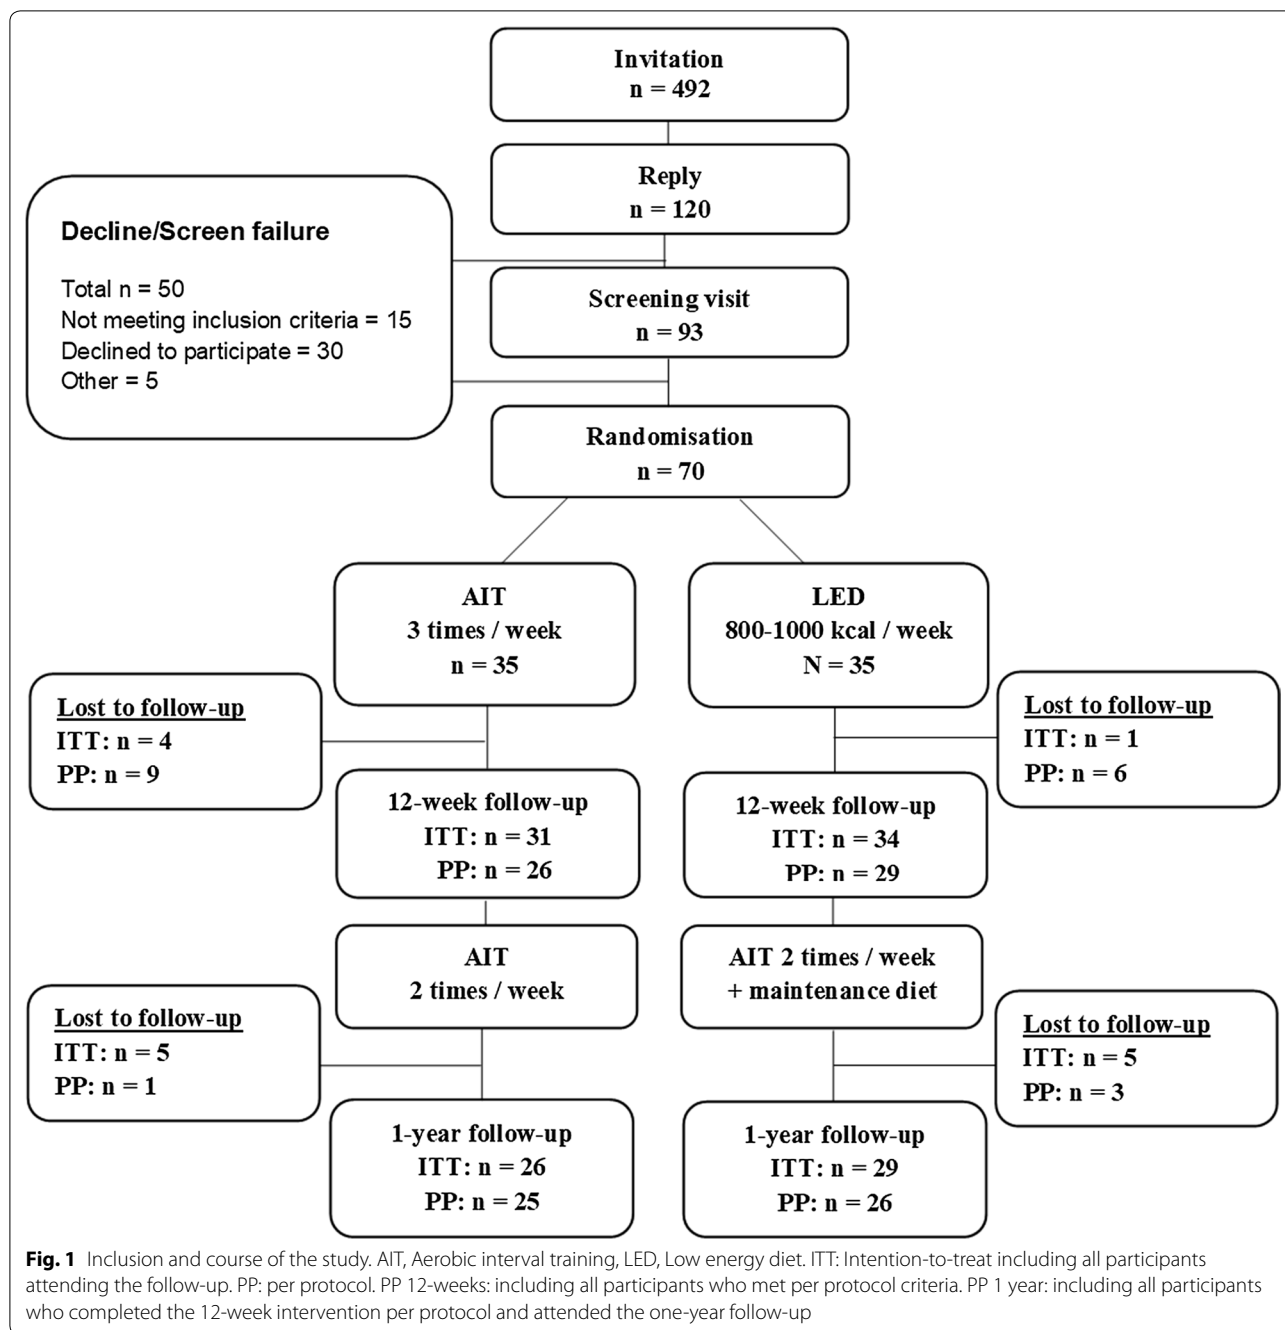 Invitation
n = 492
Reply
n = 120
Decline/Screen failure
Total n = 50
Not meeting inclusion criteria = 15
Declined to participate = 30
Other = 5
Screening visit
n = 93
Randomisation
n = 70
AIT
3 times / week
n = 35
LED
800-1000 kcal / week
N = 35
Lost to follow-up
ITT: n = 4
PP: n = 9
Lost to follow-up
ITT: n = 1
PP: n = 6
12-week follow-up
ITT: n = 31
PP: n = 26
12-week follow-up
ITT: n = 34
PP: n = 29
AIT
2 times / week
AIT 2 times / week
+ maintenance diet
Lost to follow-up
ITT: n = 5
PP: n = 1
Lost to follow-up
ITT: n = 5
PP: n = 3
1-year follow-up
ITT: n = 26
PP: n = 25
1-year follow-up
ITT: n = 29
PP: n = 26
Fig. 1 Inclusion and course of the study. AIT, Aerobic interval training, LED, Low energy diet. ITT: Intention-to-treat including all participants
attending the follow-up. PP: per protocol. PP 12-weeks: including all participants who met per protocol criteria. PP 1 year: including all participants
who completed the 12-week intervention per protocol and attended the one-year follow-up